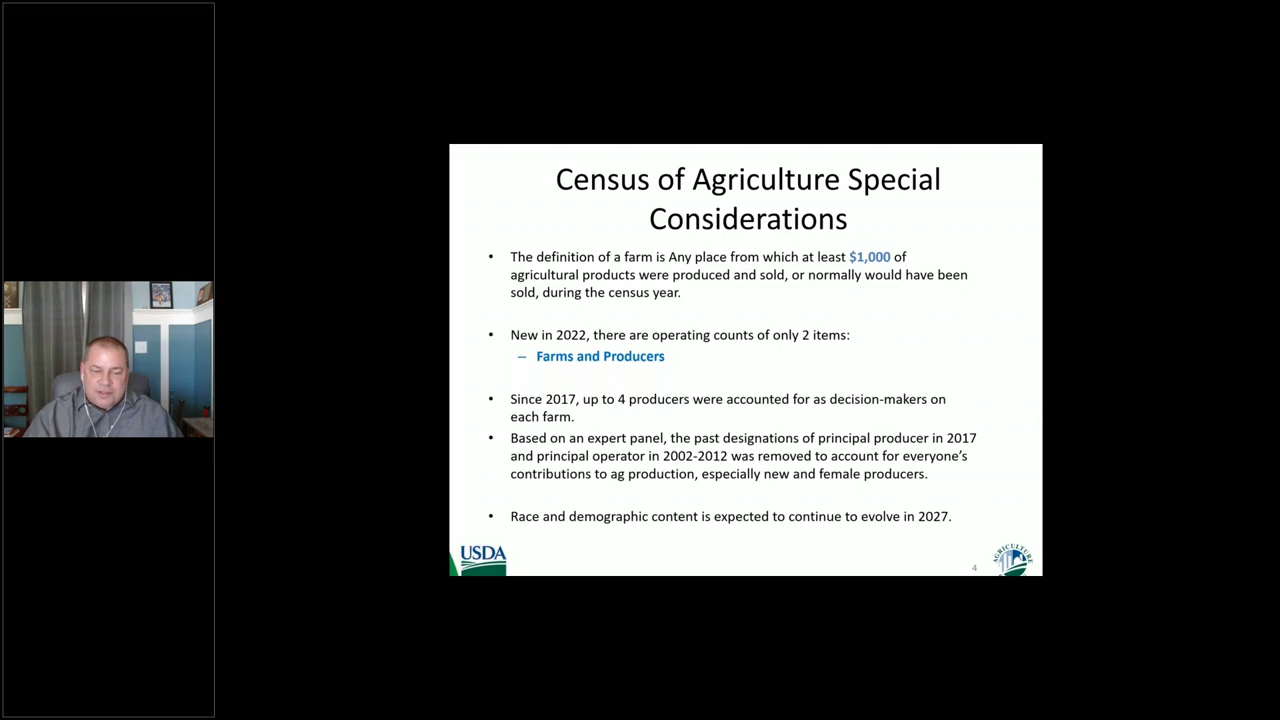 Census of Agriculture Special
Considerations
• The definition of a farm is Any place from which at least $1,000 of
agricultural products were produced and sold, or normally would have been
sold, during the census year.
• New in 2022, there are operating counts of only 2 items:
– Farms and Producers
• Since 2017, up to 4 producers were accounted for as decision-makers on
each farm.
• Based on an expert panel, the past designations of principal producer in 2017
and principal operator in 2002-2012 was removed to account for everyone's
contributions to ag production, especially new and female producers.
• Race and demographic content is expected to continue to evolve in 2027.
USDA
4
AGRICULTURE